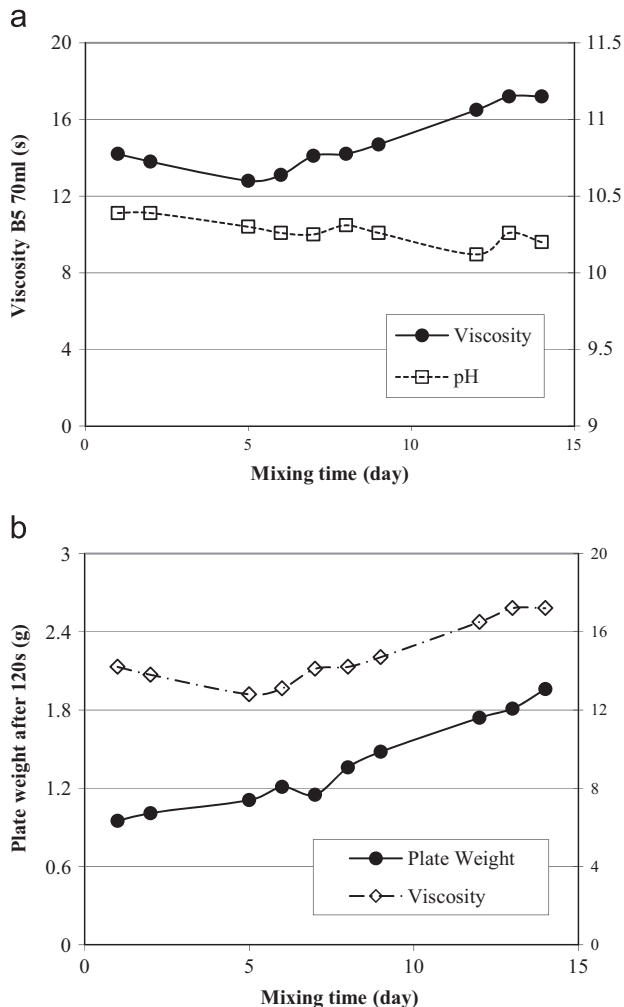 a
20 11.5
16 11
12 10.5
8 10
4 9.5
0 9
Viscosity B5 70ml (s)
Viscosity
pH
0 5 10 15
Mixing time (day)
b
3 20
2.4 16
1.8 12
1.2 8
0.6 4
0 0
Plate weight after 120s (g)
Plate Weight
Viscosity
0 5 10 15
Mixing time (day)